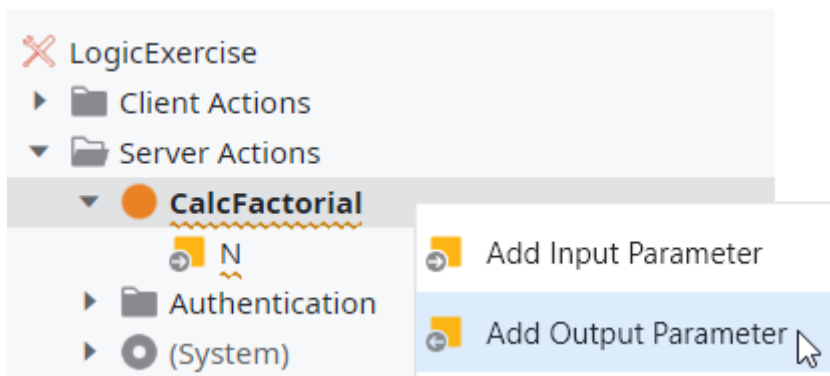 LogicExercise
Client Actions
Server Actions
CalcFactorial
N
Add Input Parameter
Authentication
Add Output Parameter
(System)